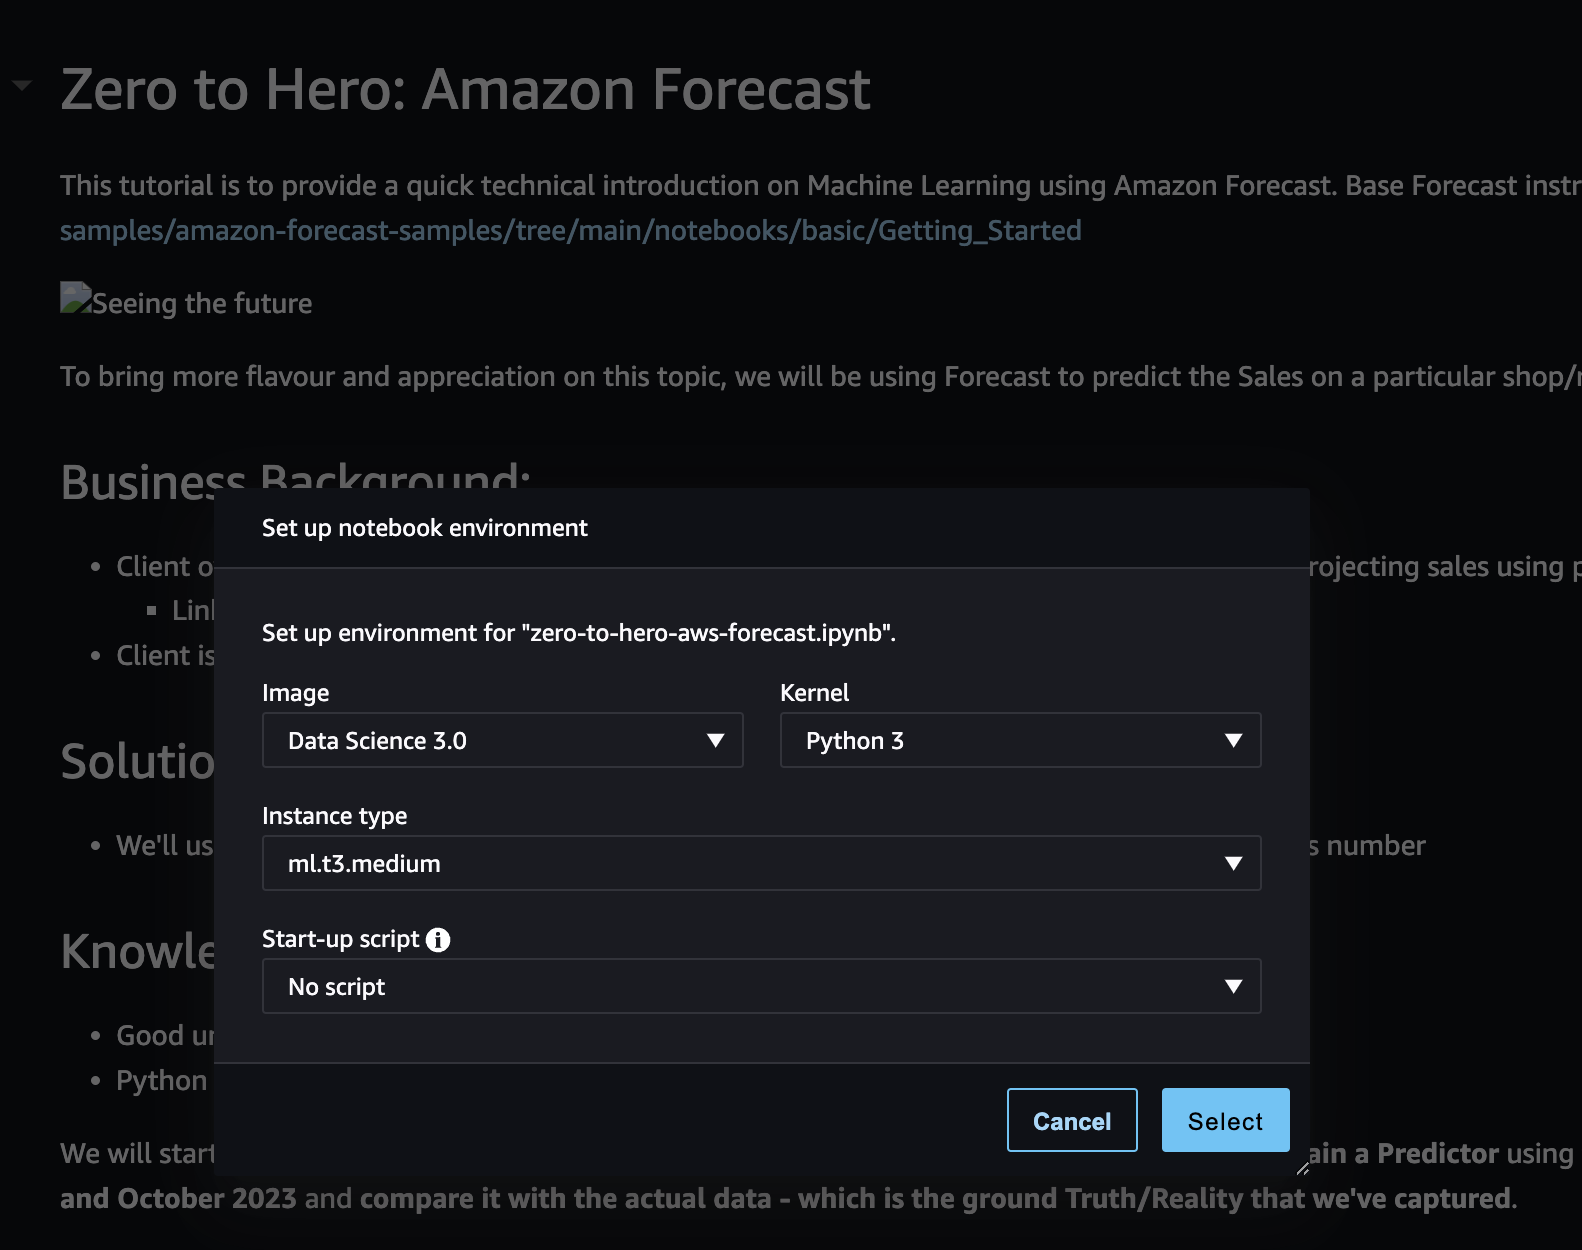 Zero to Hero: Amazon Forecast
This tutorial is to provide a quick technical introduction on Machine Learning using Amazon Forecast. Base Forecast instr
samples/amazon-forecast-samples/tree/main/notebooks/basic/Getting_Started
Seeing the future
To bring more flavour and appreciation on this topic, we will be using Forecast to predict the Sales on a particular shop/
Business Background:
Set up notebook environment
Client o
rojecting sales using p
Lin
Set up environment for "zero-to-hero-aws-forecast.ipynb".
Client is
Image
Kernel
Data Science 3.0
Python 3
Solutio
Instance type
We'll us
s number
ml.t3.medium
Start-up script
Knowle
No script
Good un
Python
Cancel
Select
We will start
ain a Predictor using
and October 2023 and compare it with the actual data - which is the ground Truth/Reality that we've captured.